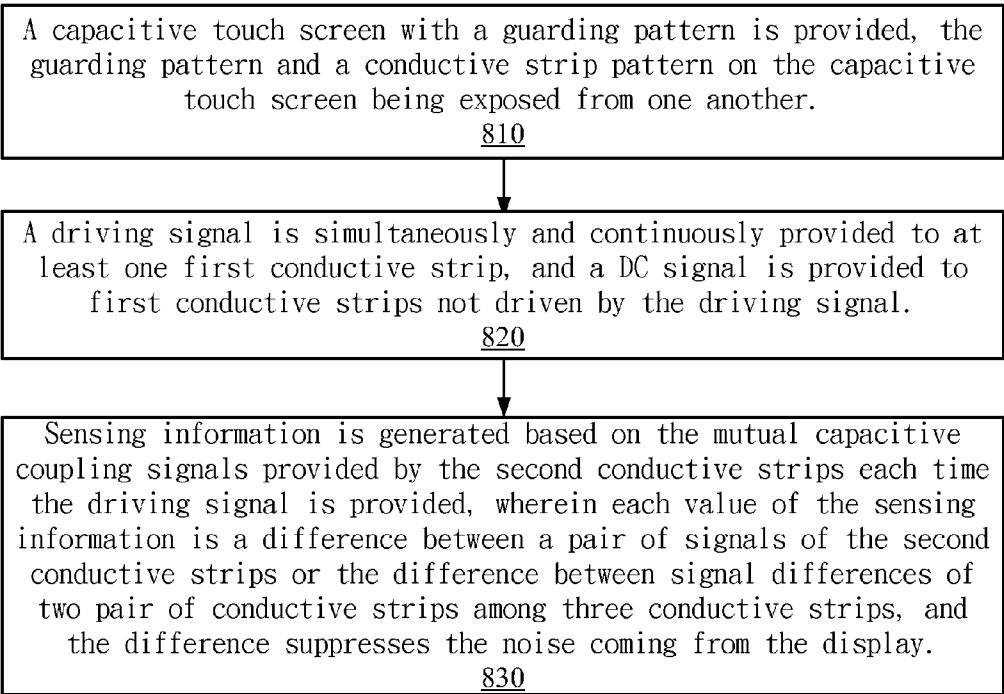 A capacitive touch screen with a guarding pattern is provided, the
guarding pattern and a conductive strip pattern on the capacitive
touch screen being exposed from one another.
810
A driving signal is simultaneously and continuously provided to at
least one first conductive strip, and a DC signal is provided to
first conductive strips not driven by the driving signal.
820
Sensing information is generated based on the mutual capacitive
coupling signals provided by the second conductive strips each time
the driving signal is provided, wherein each value of the sensing
information is a difference between a pair of signals of the second
conductive strips or the difference between signal differences of
two pair of conductive strips among three conductive strips, and
the difference suppresses the noise coming from the display.
830